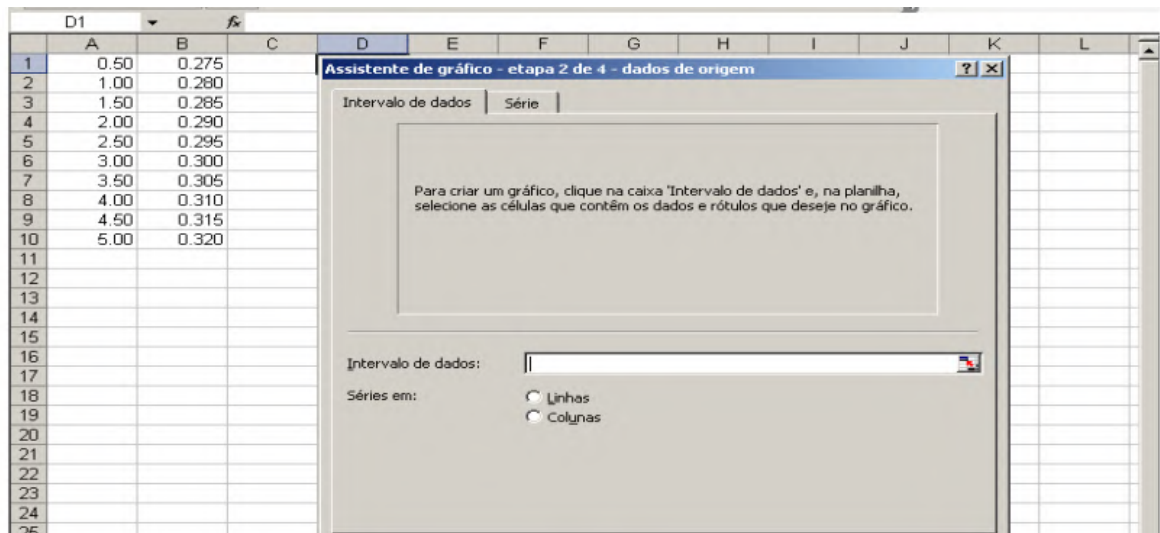 D1 fx
A B C D E F G H I J K L
1 0.50 0.275
2 1.00 0.280
3 1.50 0.285
4 2.00 0.290
5 2.50 0.295
6 3.00 0.300
7 3.50 0.305
8 4.00 0.310
9 4.50 0.315
10 5.00 0.320
11
12
13
14
15
16
17
18
19
20
21
22
23
24
25
Assistente de gráfico - etapa 2 de 4 - dados de origem ? X
Intervalo de dados Série
Para criar um gráfico, clique na caixa 'Intervalo de dados' e, na planilha,
selecione as células que contêm os dados e rótulos que deseje no gráfico.
Intervalo de dados:
Séries em: Linhas
Colunas